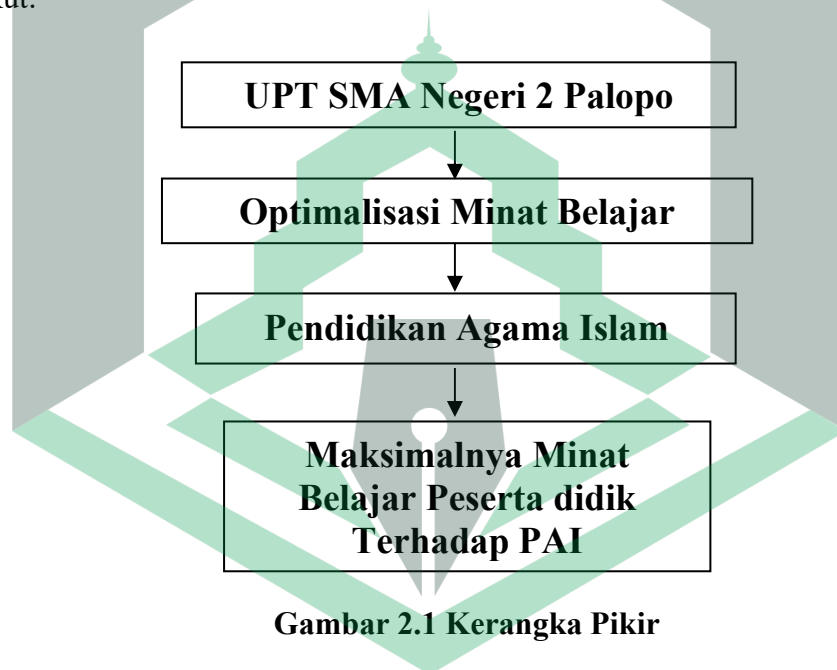 UPT SMA Negeri 2 Palopo
Optimalisasi Minat Belajar
Pendidikan Agama Islam
Maksimalnya Minat
Belajar Peserta didik
Terhadap PAI
Gambar 2.1 Kerangka Pikir